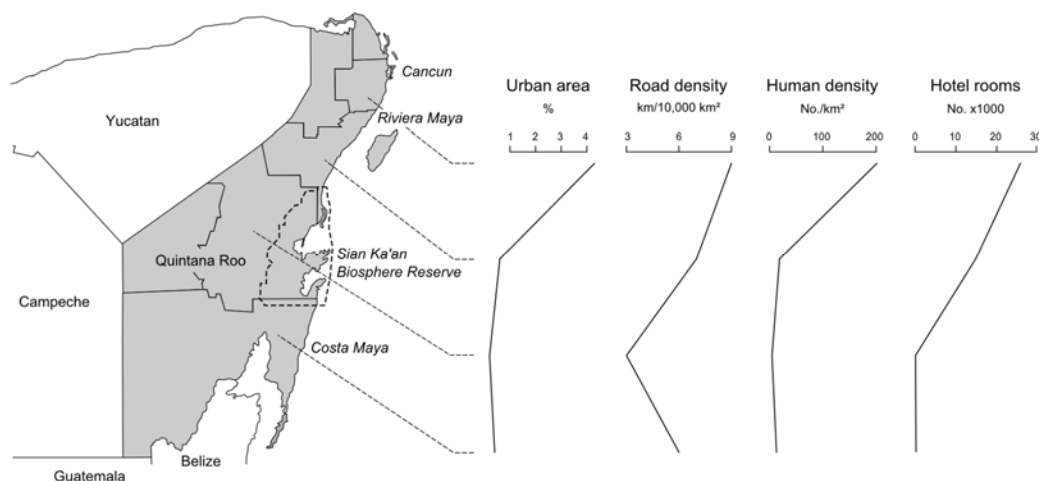 Cancun
Riviera Maya
Yucatan
Quintana Roo
Sian Ka'an
Biosphere Reserve
Campeche
Costa Maya
Belize
Guatemala
Urban area
%
1 2 3 4
Road density
km/10,000 km²
3 6 9
Human density
No./km²
0 100 200
Hotel rooms
No. x1000
0 10 20 30